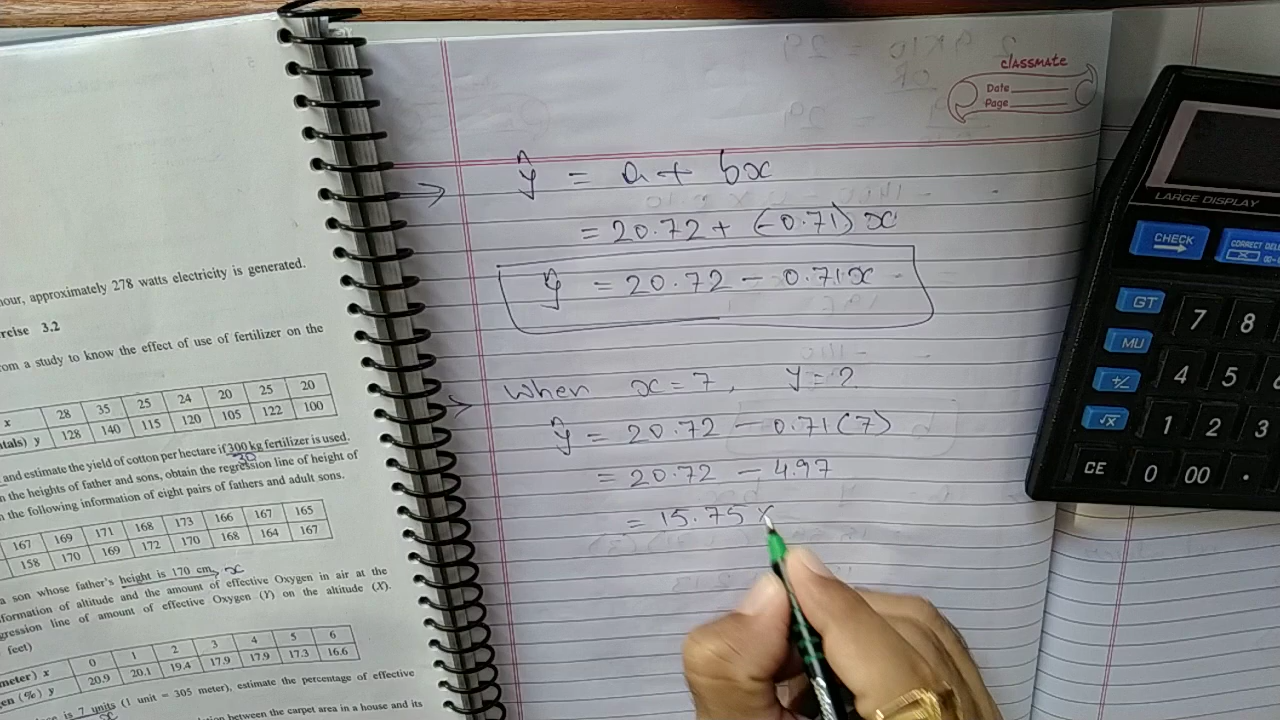 our, approximately 278 watts electricity is generated.
rcise 3.2
om a study to know the effect of use of fertilizer on the
x 28 35 25 24 20 25 20
tals) y 128 140 115 120 105 122 100
and estimate the yield of cotton per hectare if 300 kg fertilizer is used.
30
n the heights of father and sons, obtain the regression line of height of
n the following information of eight pairs of fathers and adult sons.
167 169 171 168 173 166 167 165
158 170 169 172 170 168 164 167
a son whose father's height is 170 cm. x
formation of altitude and the amount of effective Oxygen in air at the
gression line of amount of effective Oxygen (Y) on the altitude (X).
feet)
meter) x 0 1 2 3 4 5 6
gen (%) y 20.9 20.1 19.4 17.9 17.9 17.3 16.6
is 7 units (1 unit = 305 meter), estimate the percentage of effective
x
lation between the carpet area in a house and its
classmate
Date
Page
→ ŷ = a + bx
= 20.72 + (-0.71) x
ŷ = 20.72 - 0.71x
→ when x = 7, y = ?
ŷ = 20.72 - 0.71(7)
= 20.72 - 4.97
= 15.75
LARGE DISPLAY
CHECK CORRECT
GT 7 8
MU 4 5
+/- 1 2 3
√x
CE 0 00 .